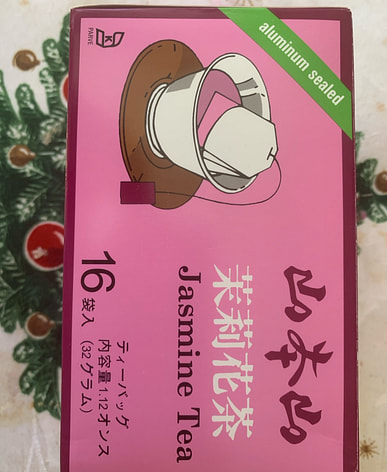 K
PARVE
aluminum sealed
山本山
茉莉花茶
Jasmine Tea
16袋入
ティーバッグ
内容量1.12オンス
(32グラム)